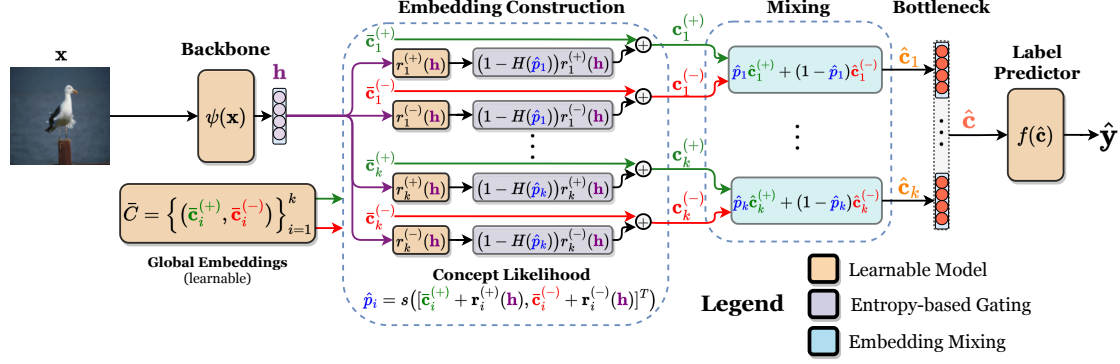 Embedding Construction
Mixing
Bottleneck
x
Backbone
h
ψ(x)
c̄₁⁽⁺⁾
r₁⁽⁺⁾(h)
(1 − H(p̂₁))r₁⁽⁺⁾(h)
c₁⁽⁺⁾
c̄₁⁽⁻⁾
r₁⁽⁻⁾(h)
(1 − H(p̂₁))r₁⁽⁻⁾(h)
c₁⁽⁻⁾
p̂₁ĉ₁⁽⁺⁾ + (1 − p̂₁)ĉ₁⁽⁻⁾
ĉ₁
Label
Predictor
ĉ
f(ĉ)
ŷ
⋮
⋮
⋮
c̄ₖ⁽⁺⁾
rₖ⁽⁺⁾(h)
(1 − H(p̂ₖ))rₖ⁽⁺⁾(h)
cₖ⁽⁺⁾
c̄ₖ⁽⁻⁾
rₖ⁽⁻⁾(h)
(1 − H(p̂ₖ))rₖ⁽⁻⁾(h)
cₖ⁽⁻⁾
p̂ₖĉₖ⁽⁺⁾ + (1 − p̂ₖ)ĉₖ⁽⁻⁾
ĉₖ
C̄ = {(c̄ᵢ⁽⁺⁾, c̄ᵢ⁽⁻⁾)}ᵢ₌₁ᵏ
Global Embeddings
(learnable)
Concept Likelihood
p̂ᵢ = s([c̄ᵢ⁽⁺⁾ + rᵢ⁽⁺⁾(h), c̄ᵢ⁽⁻⁾ + rᵢ⁽⁻⁾(h)]ᵀ)
Legend
Learnable Model
Entropy-based Gating
Embedding Mixing